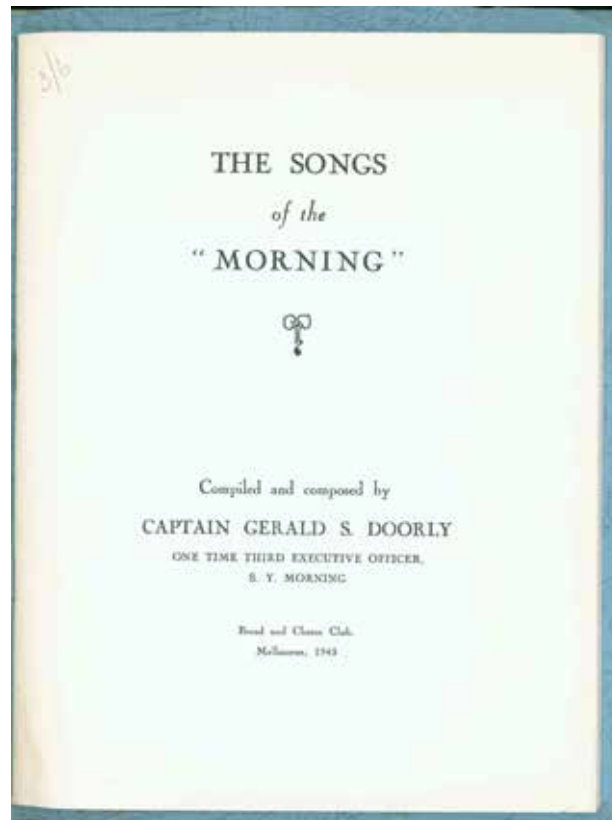 3/6
THE SONGS
of the
"MORNING"
Compiled and composed by
CAPTAIN GERALD S. DOORLY
ONE TIME THIRD EXECUTIVE OFFICER,
S. Y. MORNING
Bread and Cheese Club,
Melbourne, 1943